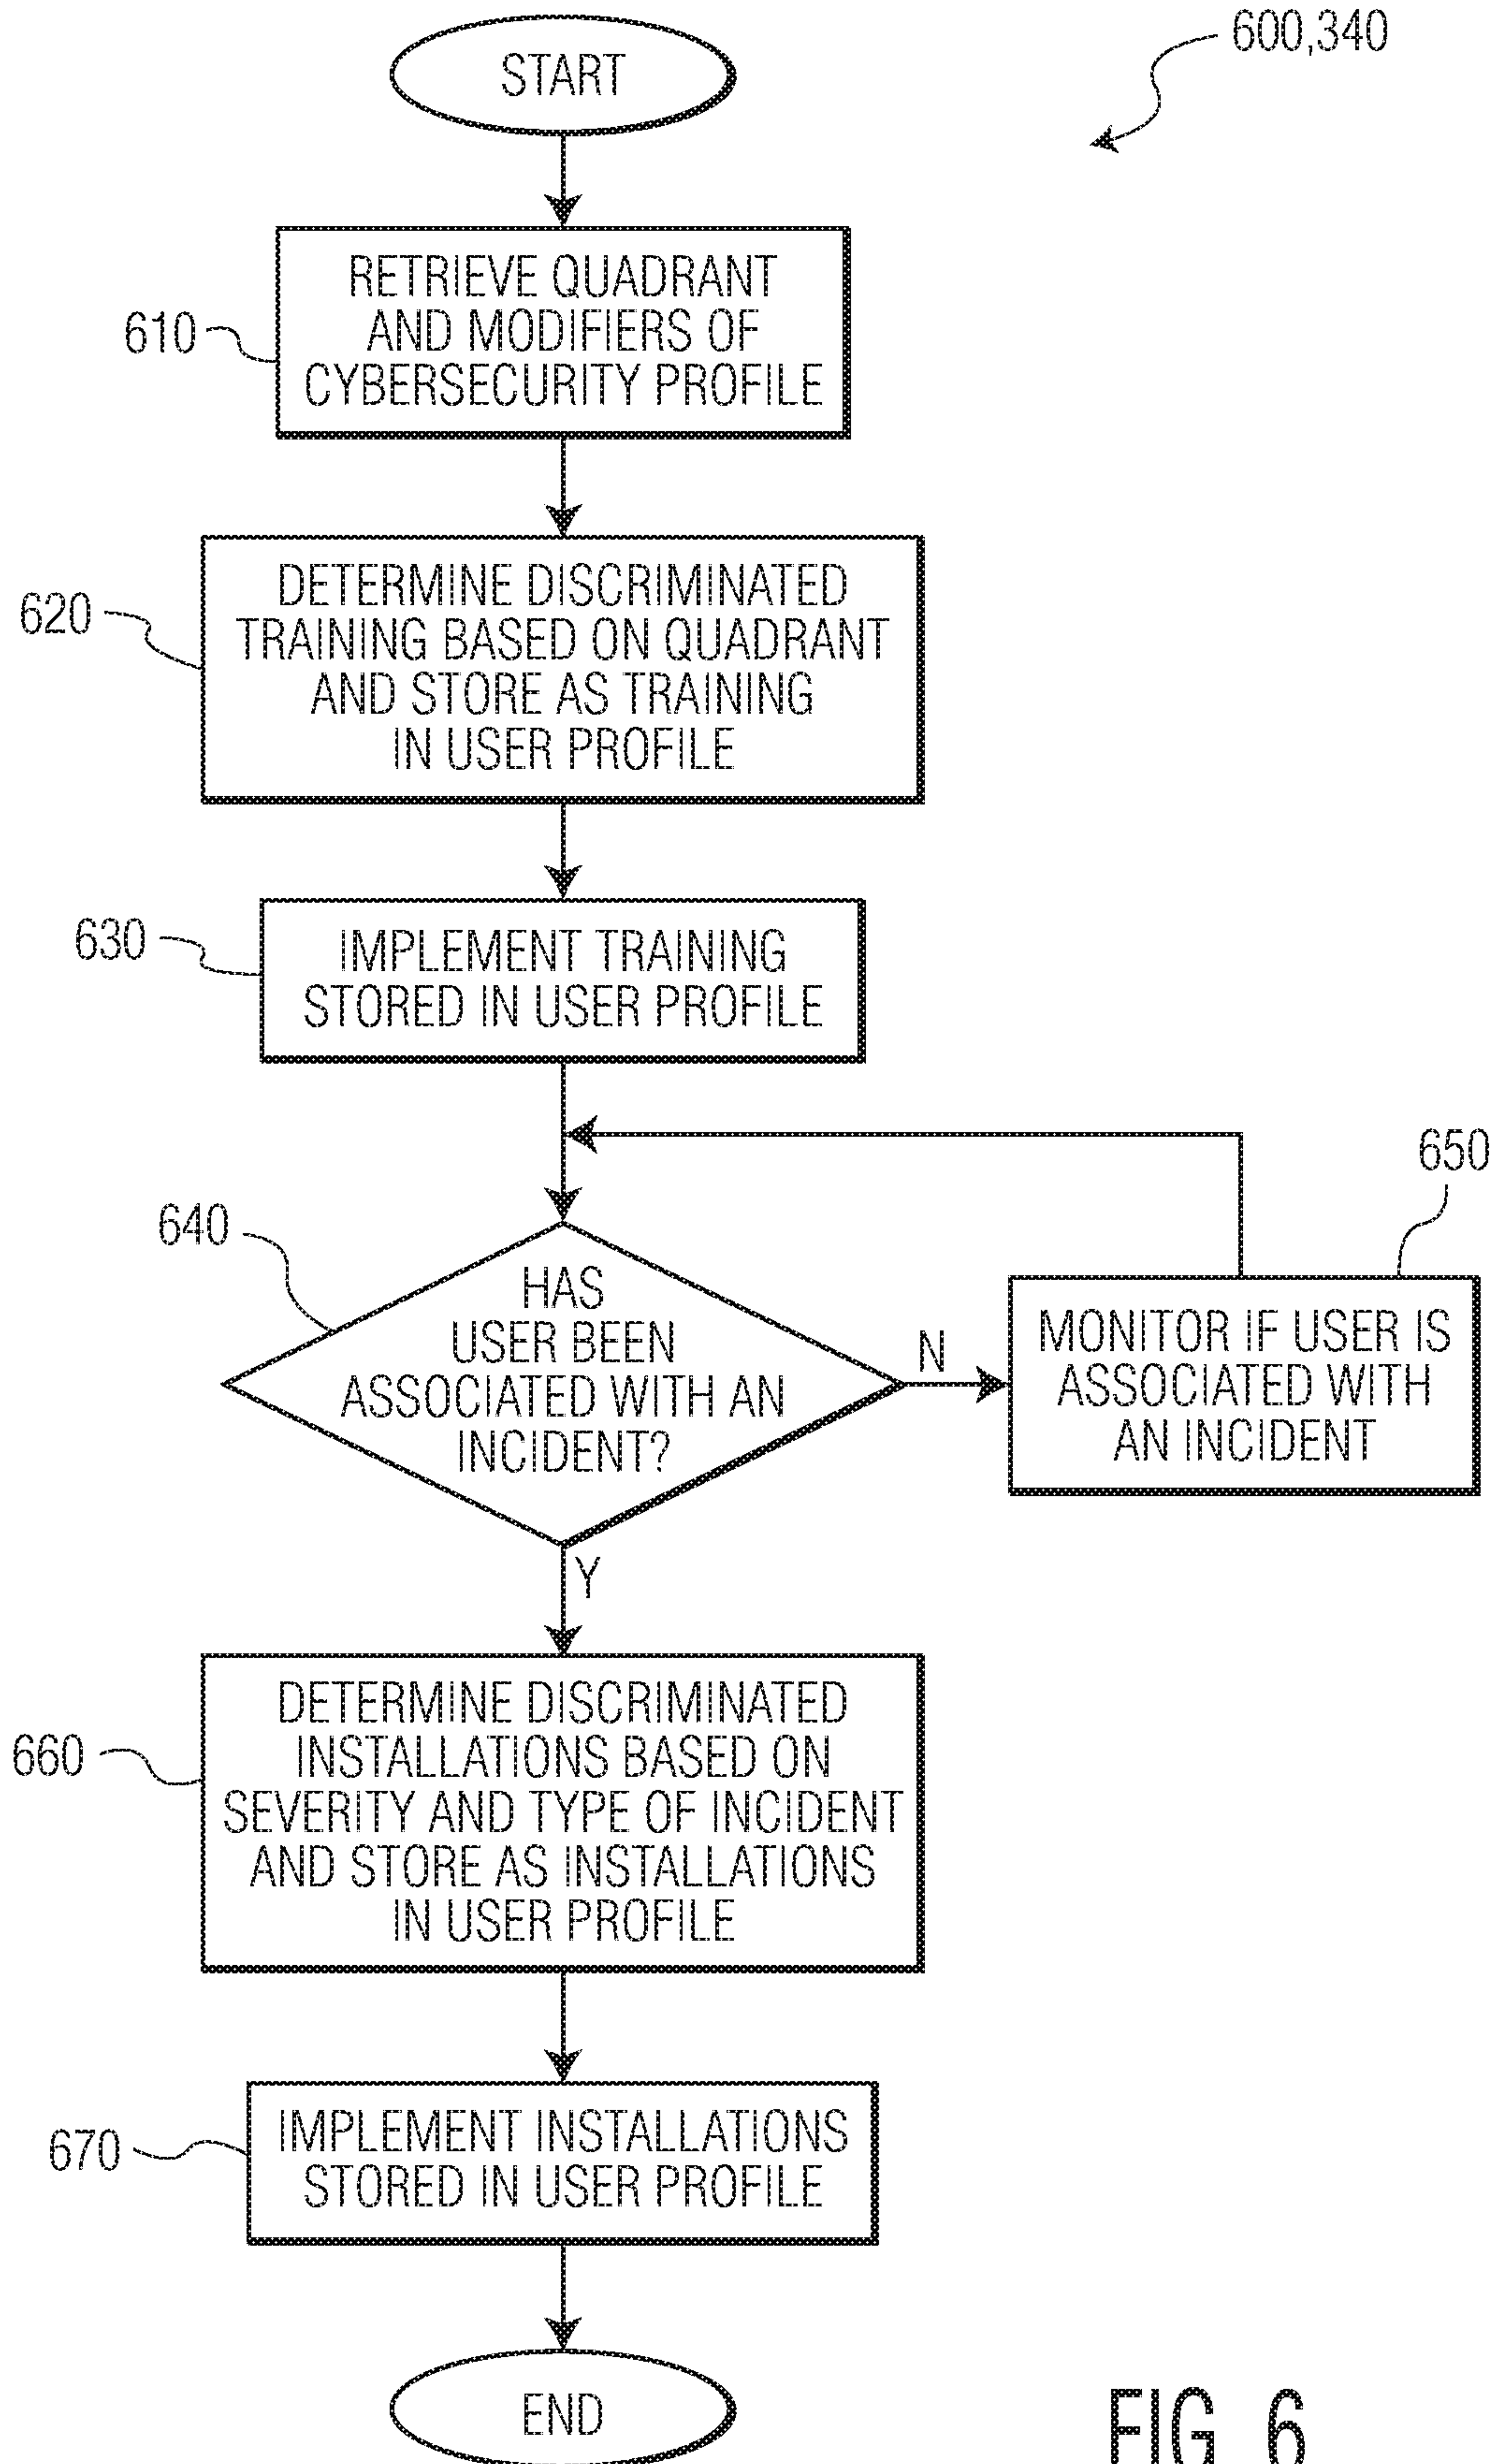 600,340
START
610
RETRIEVE QUADRANT
AND MODIFIERS OF
CYBERSECURITY PROFILE
620
DETERMINE DISCRIMINATED
TRAINING BASED ON QUADRANT
AND STORE AS TRAINING
IN USER PROFILE
630
IMPLEMENT TRAINING
STORED IN USER PROFILE
640
HAS
USER BEEN
ASSOCIATED WITH AN
INCIDENT?
N
650
MONITOR IF USER IS
ASSOCIATED WITH
AN INCIDENT
Y
660
DETERMINE DISCRIMINATED
INSTALLATIONS BASED ON
SEVERITY AND TYPE OF INCIDENT
AND STORE AS INSTALLATIONS
IN USER PROFILE
670
IMPLEMENT INSTALLATIONS
STORED IN USER PROFILE
END
FIG. 6